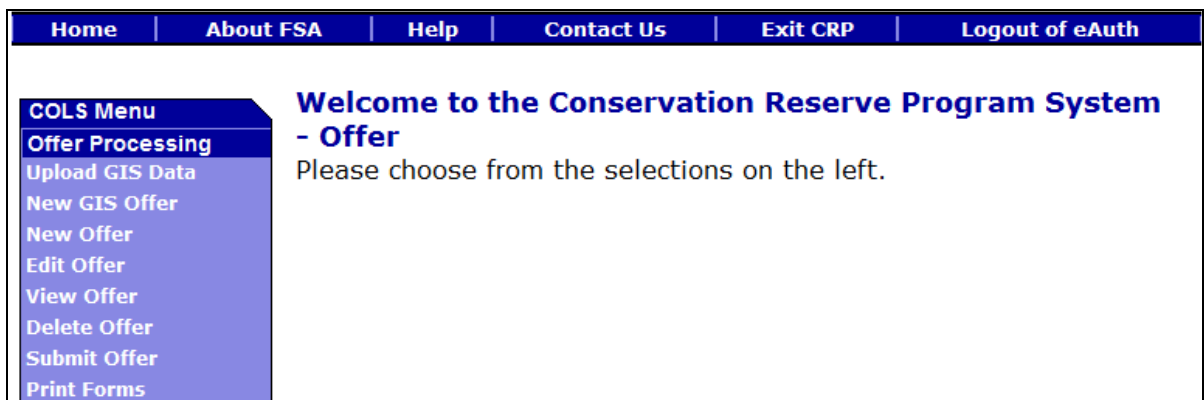 Home | About FSA | Help | Contact Us | Exit CRP | Logout of eAuth
COLS Menu
Offer Processing
Upload GIS Data
New GIS Offer
New Offer
Edit Offer
View Offer
Delete Offer
Submit Offer
Print Forms
Welcome to the Conservation Reserve Program System
- Offer
Please choose from the selections on the left.